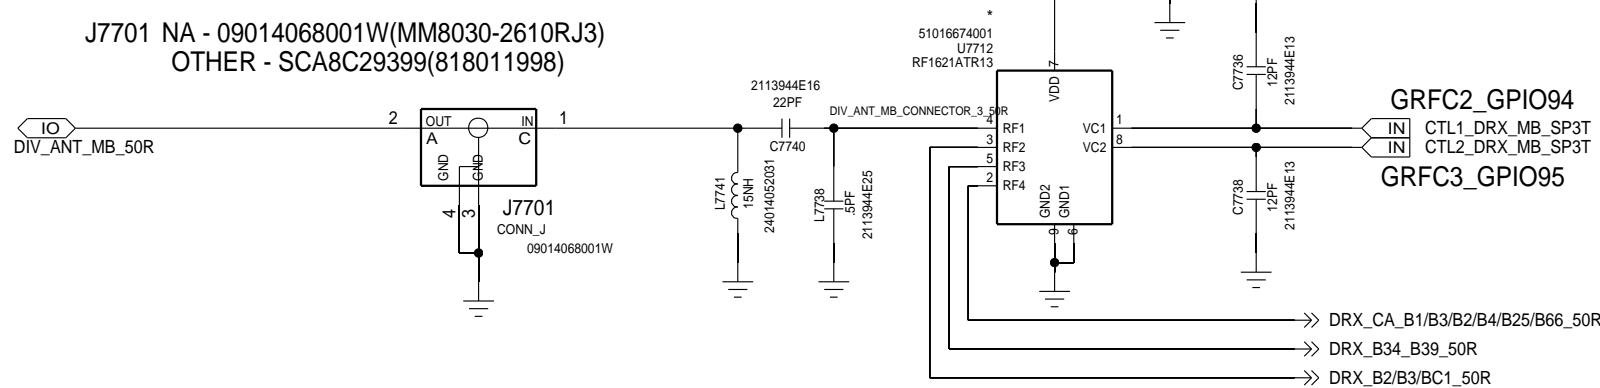 J7701 NA - 09014068001W(MM8030-2610RJ3)
OTHER - SCA8C29399(818011998)
IO
DIV_ANT_MB_50R
2
OUT
IN
A
C
GND
GND
1
4
3
J7701
CONN_J
09014068001W
2113944E16
22PF
C7740
L7741
15NH
24014052031
L7738
.5PF
2113944E25
DIV_ANT_MB_CONNECTOR_3_50R
*
51016674001
U7712
RF1621ATR13
7
VDD
4
RF1
3
RF2
5
RF3
2
RF4
VC1
1
VC2
8
GND2
GND1
9
6
C7736
12PF
2113944E13
C7738
12PF
2113944E13
GRFC2_GPIO94
IN
CTL1_DRX_MB_SP3T
IN
CTL2_DRX_MB_SP3T
GRFC3_GPIO95
DRX_CA_B1/B3/B2/B4/B25/B66_50R
DRX_B34_B39_50R
DRX_B2/B3/BC1_50R